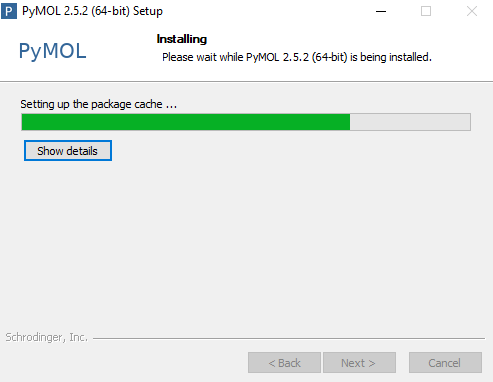 P PyMOL 2.5.2 (64-bit) Setup
PyMOL
Installing
Please wait while PyMOL 2.5.2 (64-bit) is being installed.
Setting up the package cache ...
Show details
Schrodinger, Inc.
< Back Next > Cancel